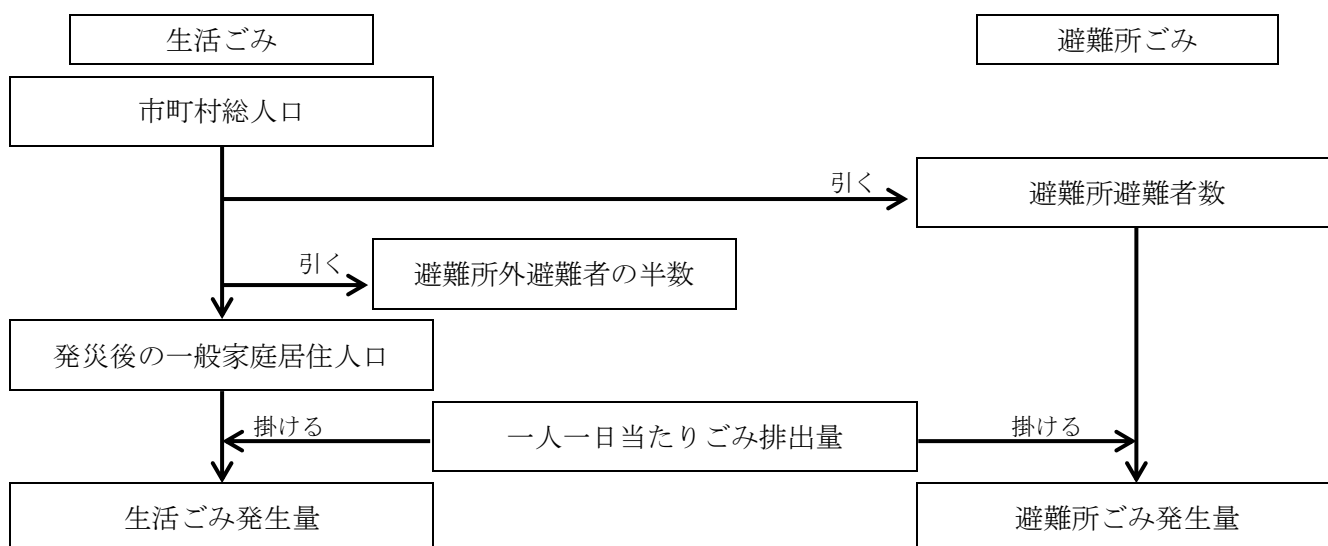 生活ごみ
避難所ごみ
市町村総人口
引く
避難所避難者数
引く
避難所外避難者の半数
発災後の一般家庭居住人口
掛ける
一人一日当たりごみ排出量
掛ける
生活ごみ発生量
避難所ごみ発生量